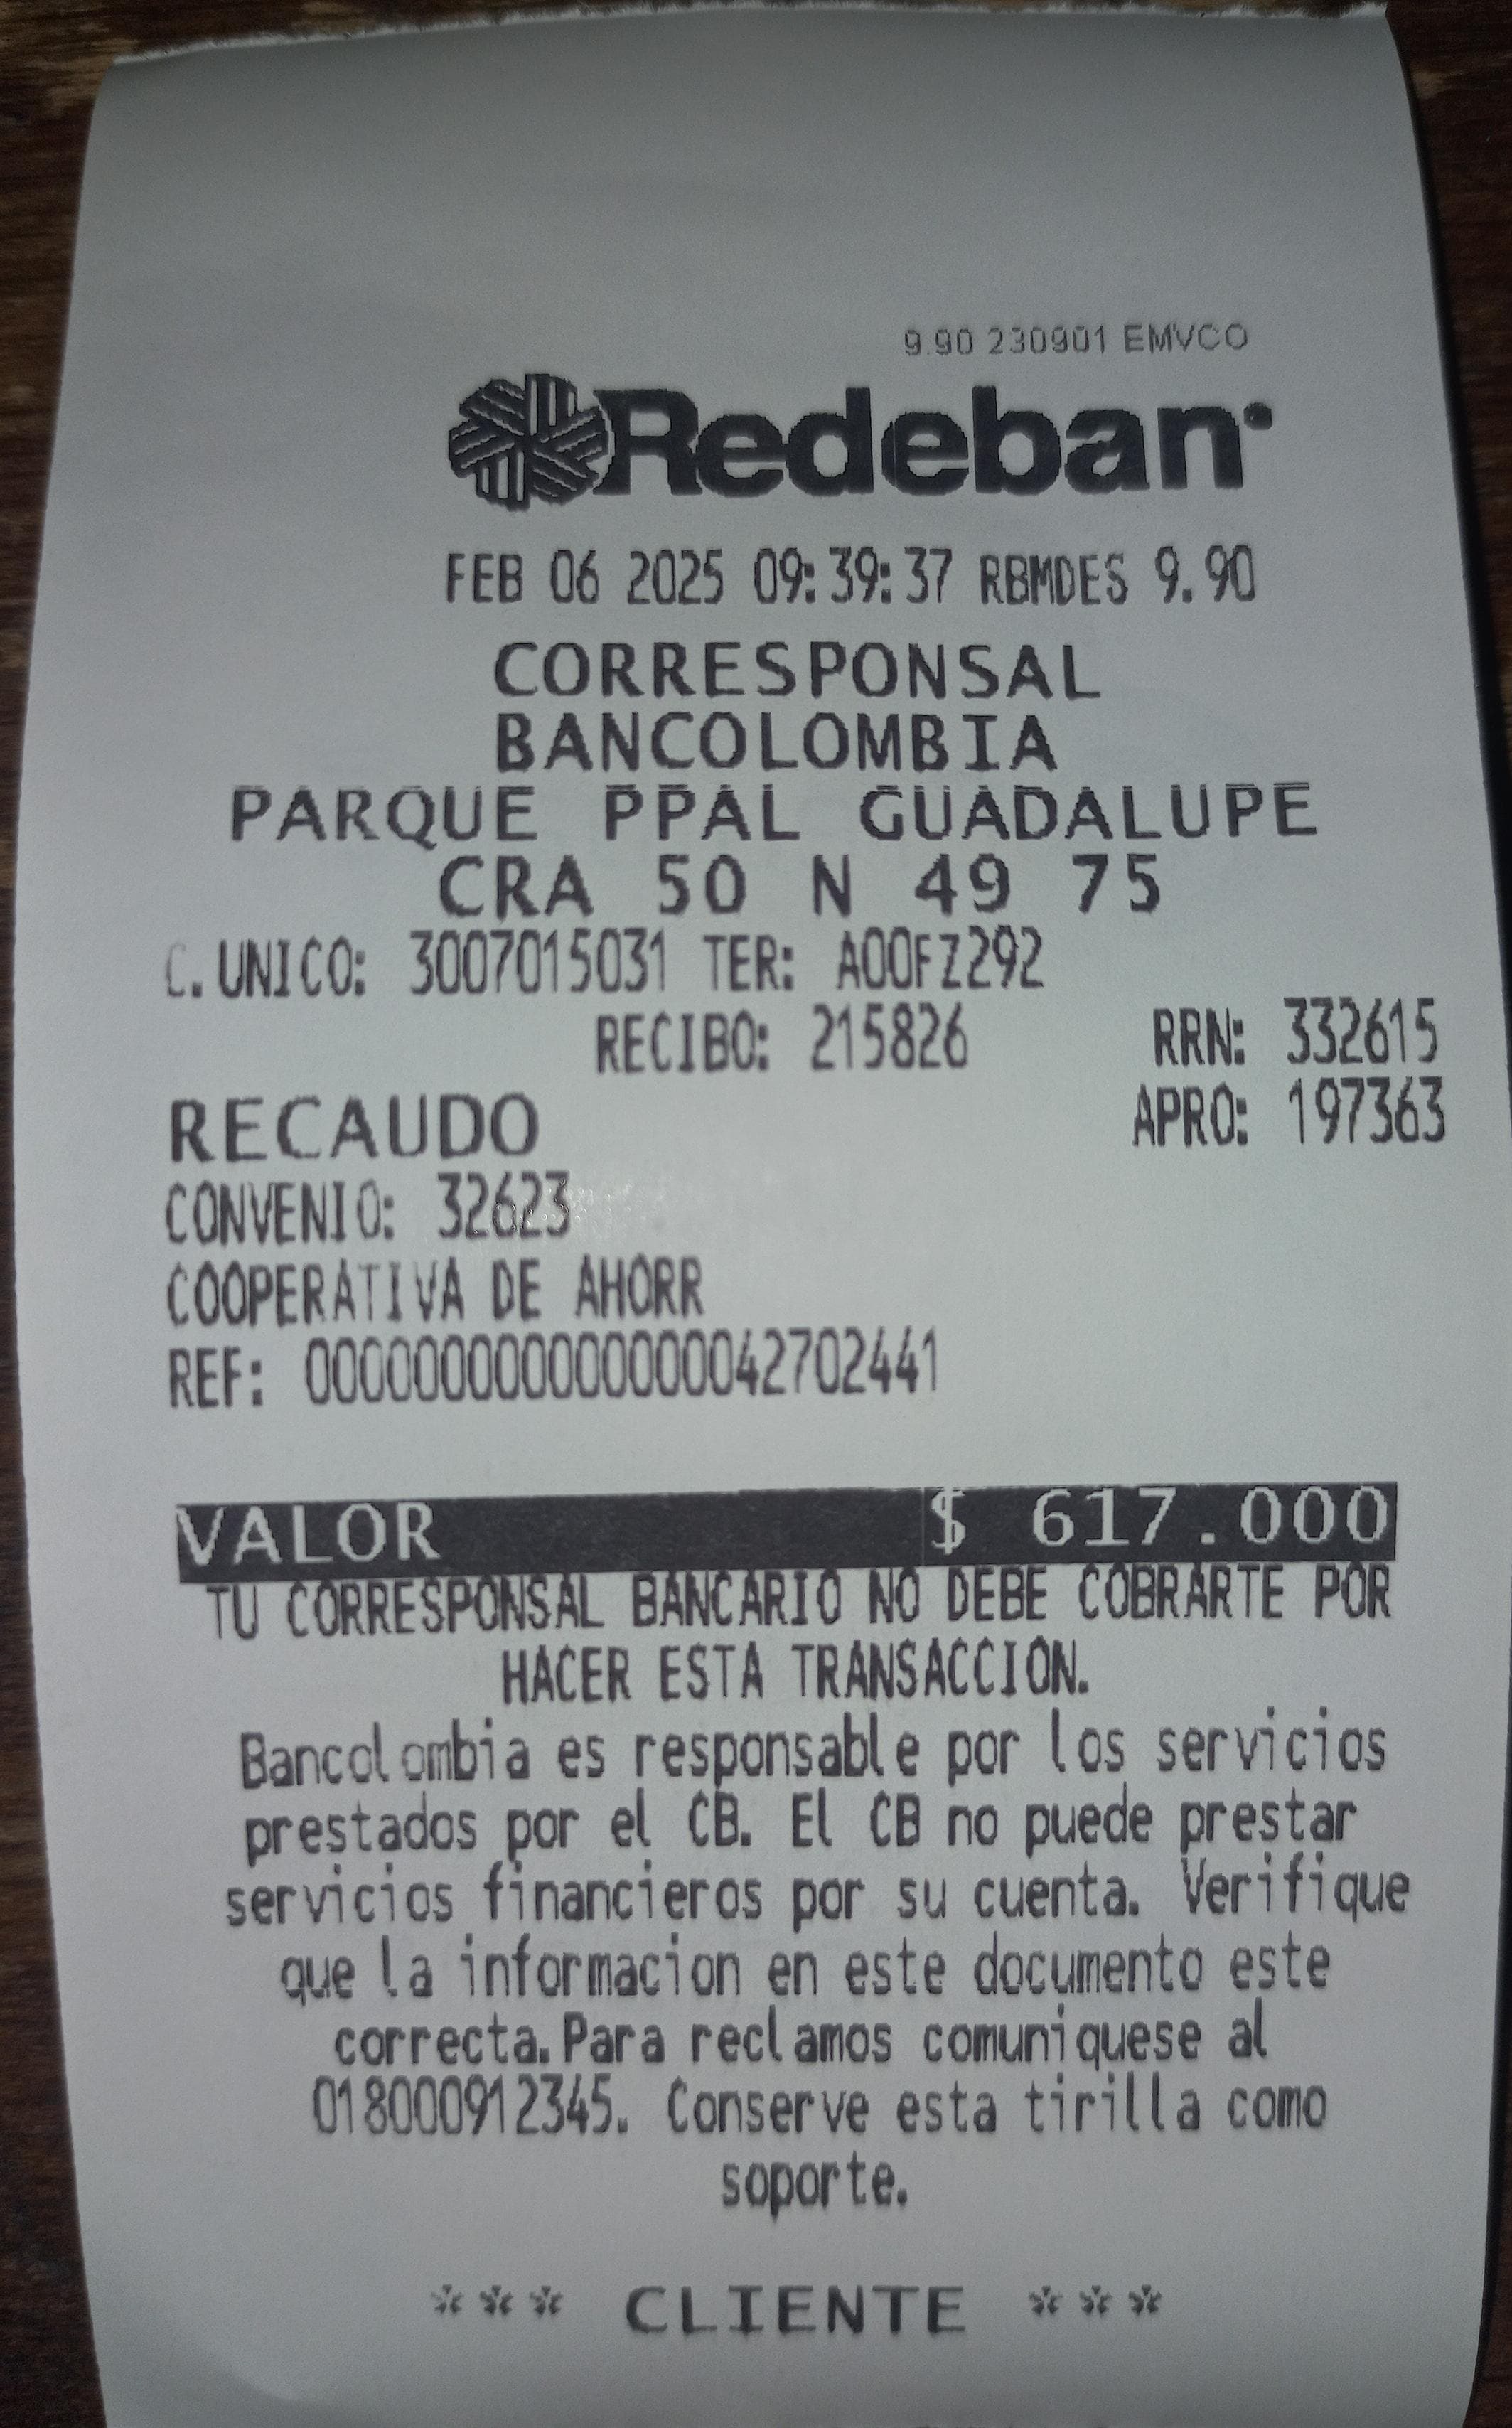 9.90 230901 EMVCO
Redeban
FEB 06 2025 09:39:37 RBMDES 9.90
CORRESPONSAL
BANCOLOMBIA
PARQUE PPAL GUADALUPE
CRA 50 N 49 75
C.UNICO: 3007015031 TER: A00FZ292
RECIBO: 215826 RRN: 332615
RECAUDO APRO: 197363
CONVENIO: 32623
COOPERATIVA DE AHORR
REF: 000000000000000042702441
VALOR $ 617.000
TU CORRESPONSAL BANCARIO NO DEBE COBRARTE POR
HACER ESTA TRANSACCION.
Bancolombia es responsable por los servicios
prestados por el CB. El CB no puede prestar
servicios financieros por su cuenta. Verifique
que la informacion en este documento este
correcta.Para reclamos comuniquese al
018000912345. Conserve esta tirilla como
soporte.
*** CLIENTE ***